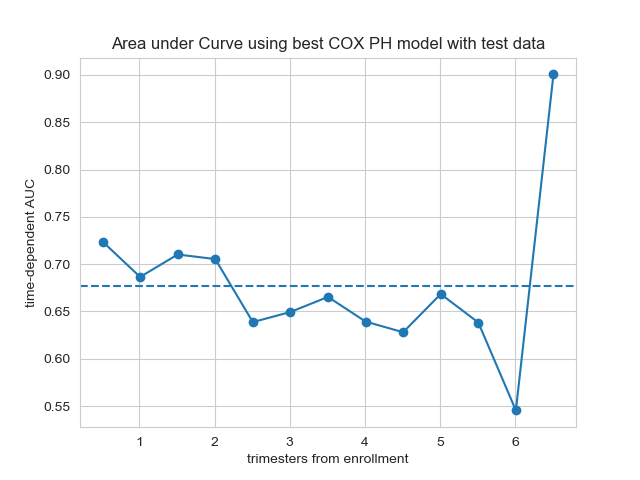 Area under Curve using best COX PH model with test data
time-dependent AUC
0.90
0.85
0.80
0.75
0.70
0.65
0.60
0.55
1 2 3 4 5 6
trimesters from enrollment